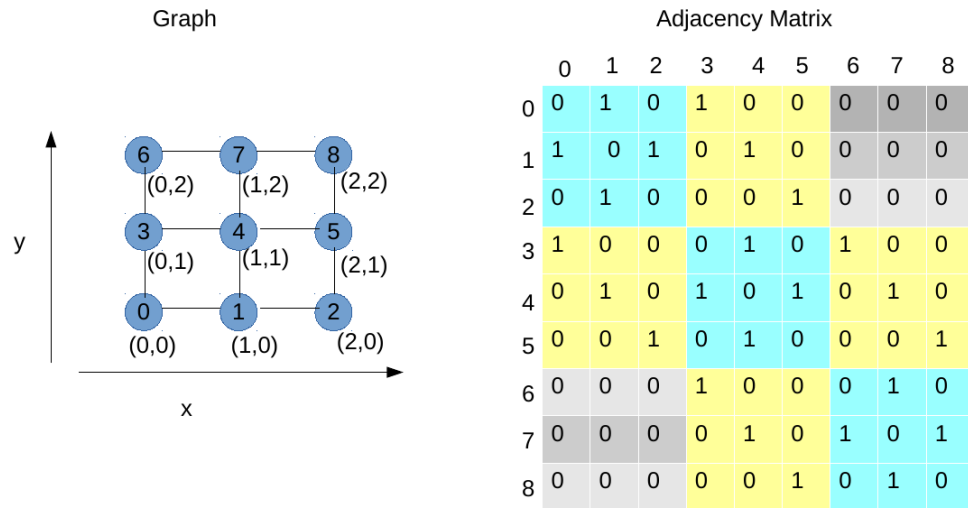 Graph
Adjacency Matrix
6 7 8
(0,2) (1,2) (2,2)
y
3 4 5
(0,1) (1,1) (2,1)
0 1 2
(0,0) (1,0) (2,0)
x
0 1 2 3 4 5 6 7 8
0 0 1 0 1 0 0 0 0 0
1 1 0 1 0 1 0 0 0 0
2 0 1 0 0 0 1 0 0 0
3 1 0 0 0 1 0 1 0 0
4 0 1 0 1 0 1 0 1 0
5 0 0 1 0 1 0 0 0 1
6 0 0 0 1 0 0 0 1 0
7 0 0 0 0 1 0 1 0 1
8 0 0 0 0 0 1 0 1 0